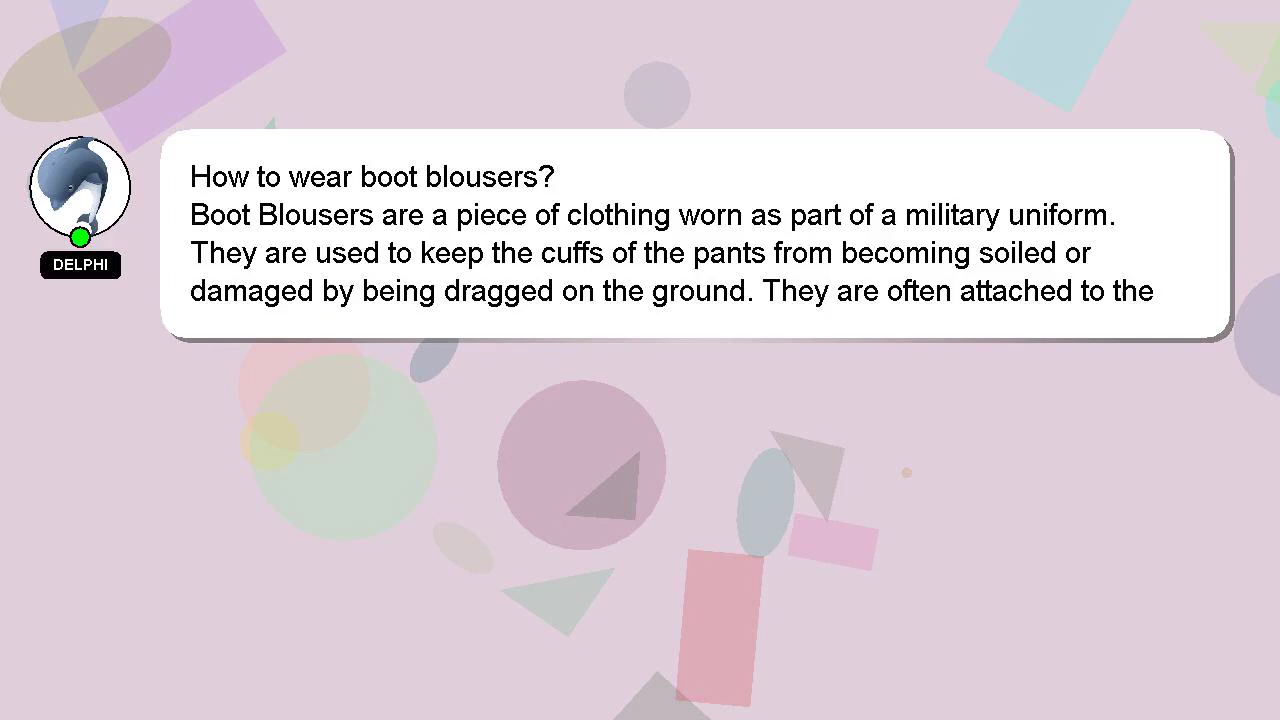 How to wear boot blousers?
Boot Blousers are a piece of clothing worn as part of a military uniform.
They are used to keep the cuffs of the pants from becoming soiled or
damaged by being dragged on the ground. They are often attached to the
DELPHI